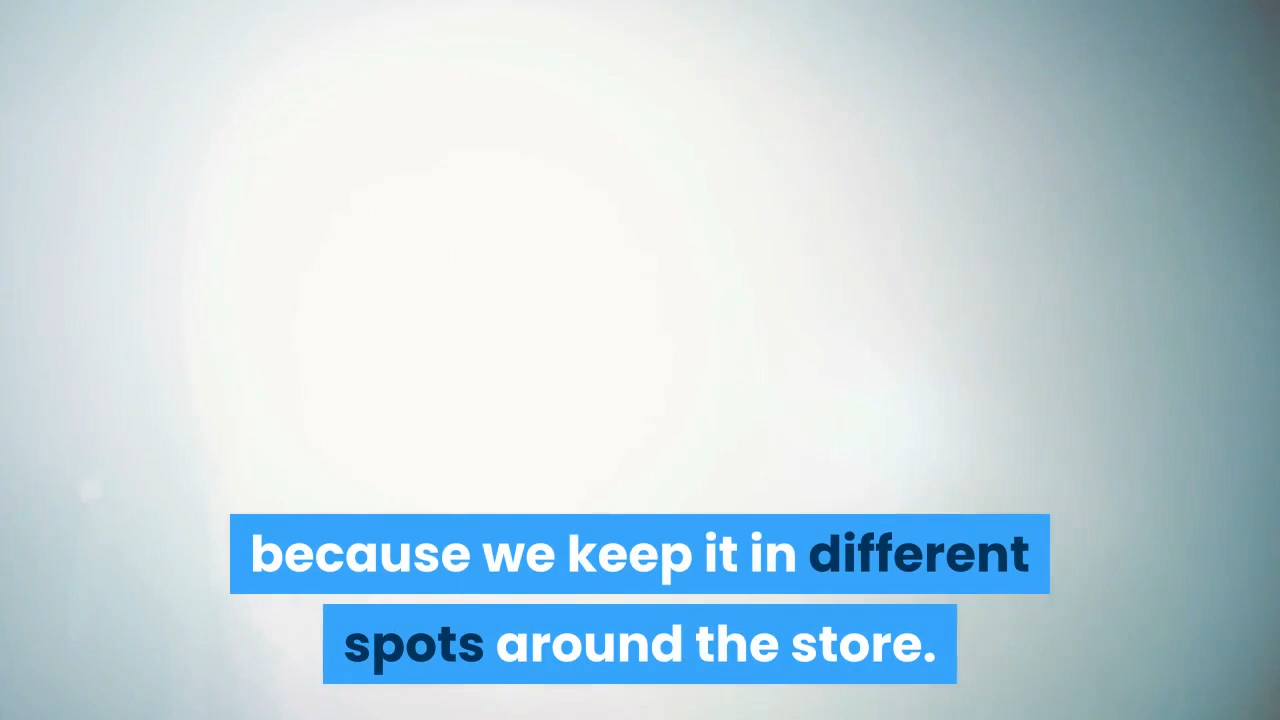 because we keep it in different
spots around the store.